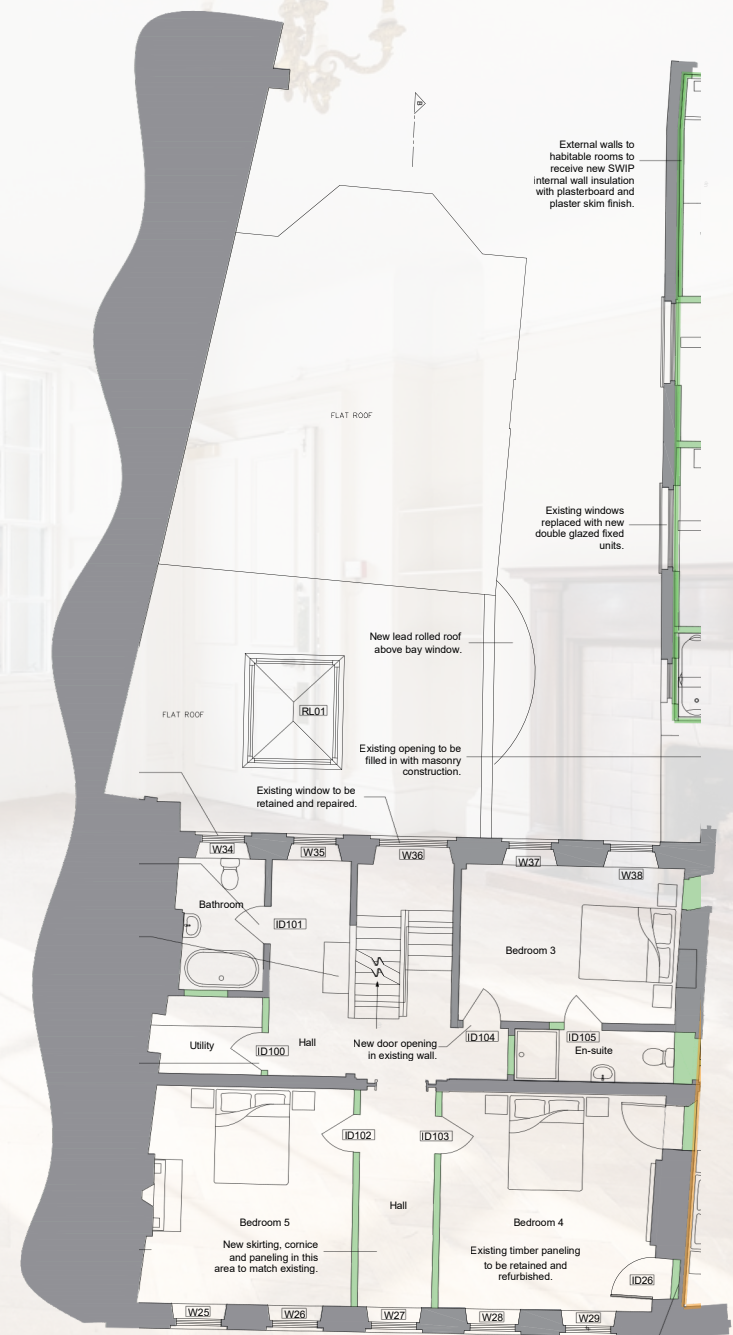 B
External walls to
habitable rooms to
receive new SWIP
internal wall insulation
with plasterboard and
plaster skim finish.
FLAT ROOF
Existing windows
replaced with new
double glazed fixed
units.
New lead rolled roof
above bay window.
RL01
FLAT ROOF
Existing opening to be
filled in with masonry
construction.
Existing window to be
retained and repaired.
W34
W35
W36
W37
W38
Bathroom
ID101
Bedroom 3
Utility
ID100
Hall
New door opening
in existing wall.
ID104
ID105
En-suite
ID102
ID103
Hall
Bedroom 5
New skirting, cornice
and paneling in this
area to match existing.
Bedroom 4
Existing timber paneling
to be retained and
refurbished.
ID26
W25
W26
W27
W28
W29